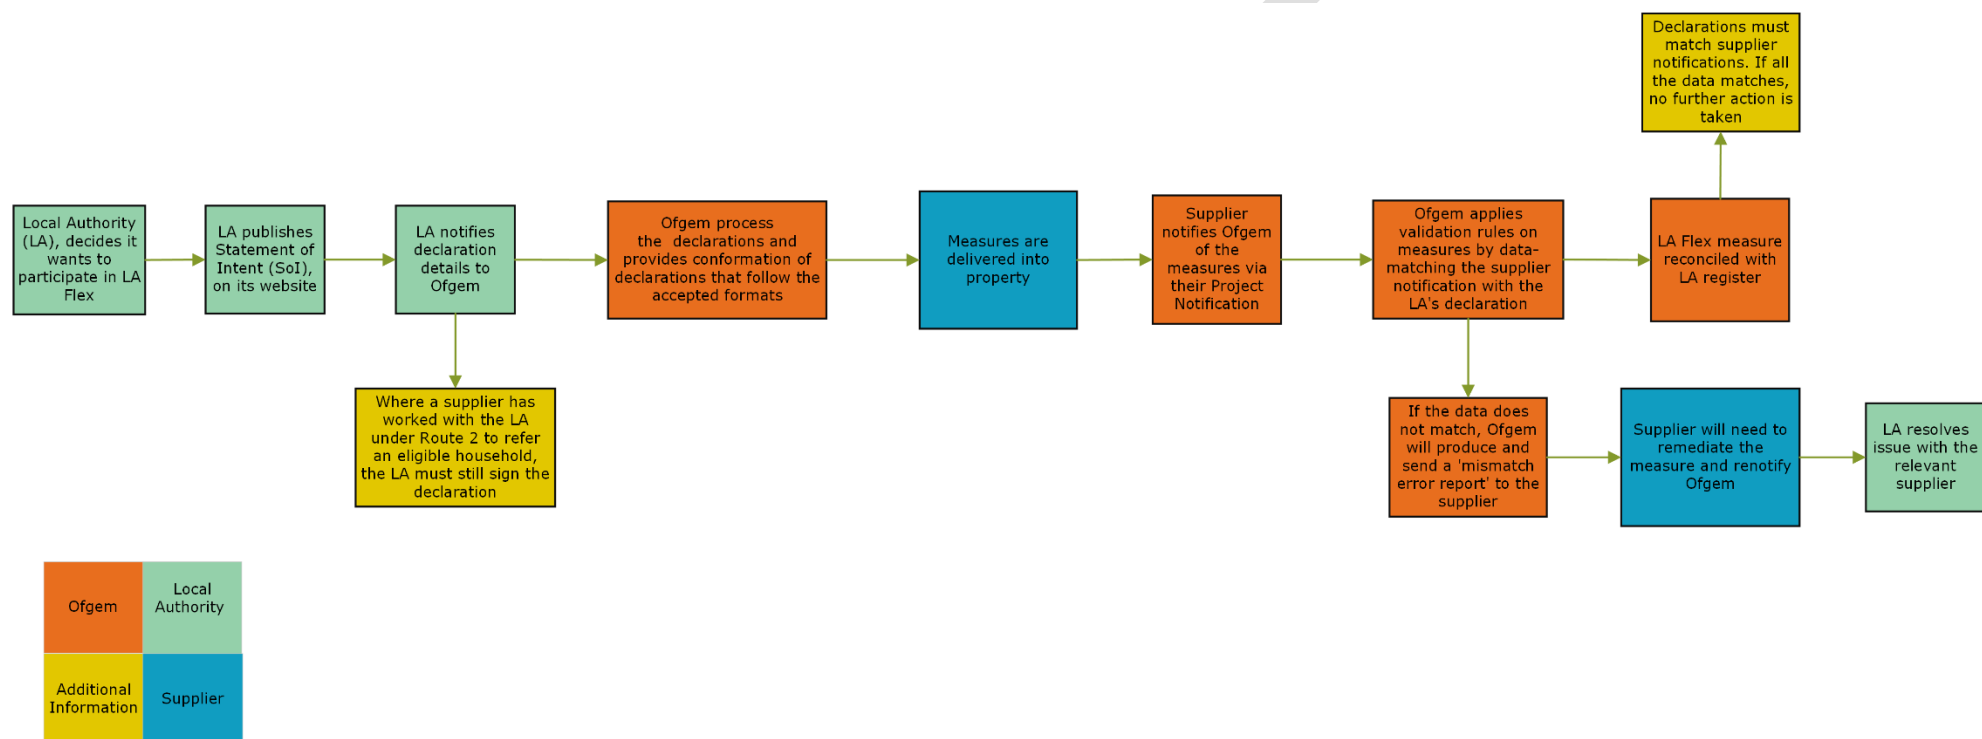 Declarations must
match supplier
notifications. If all
the data matches,
no further action is
taken
Local Authority
(LA), decides it
wants to
participate in LA
Flex
LA publishes
Statement of
Intent (SoI),
on its website
LA notifies
declaration
details to
Ofgem
Ofgem process
the declarations and
provides conformation of
declarations that follow the
accepted formats
Measures are
delivered into
property
Supplier
notifies Ofgem
of the
measures via
their Project
Notification
Ofgem applies
validation rules on
measures by data-
matching the supplier
notification with the
LA's declaration
LA Flex measure
reconciled with
LA register
Where a supplier has
worked with the LA
under Route 2 to refer
an eligible household,
the LA must still sign the
declaration
If the data does
not match, Ofgem
will produce and
send a 'mismatch
error report' to the
supplier
Supplier will need to
remediate the
measure and renotify
Ofgem
LA resolves
issue with the
relevant
supplier
Ofgem
Local
Authority
Additional
Information
Supplier